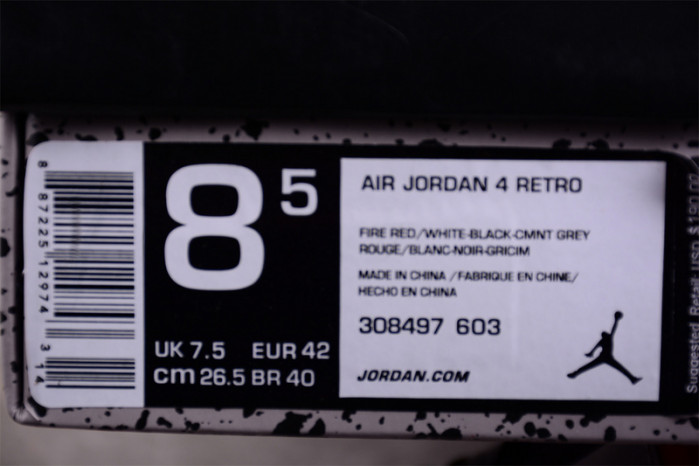 8 87225 12974 3 14
8 5
UK 7.5 EUR 42
cm 26.5 BR 40
AIR JORDAN 4 RETRO
FIRE RED/WHITE-BLACK-CMNT GREY
ROUGE/BLANC-NOIR-GRICIM
MADE IN CHINA /FABRIQUE EN CHINE/
HECHO EN CHINA
308497 603
JORDAN.COM
Suggested Retail USD